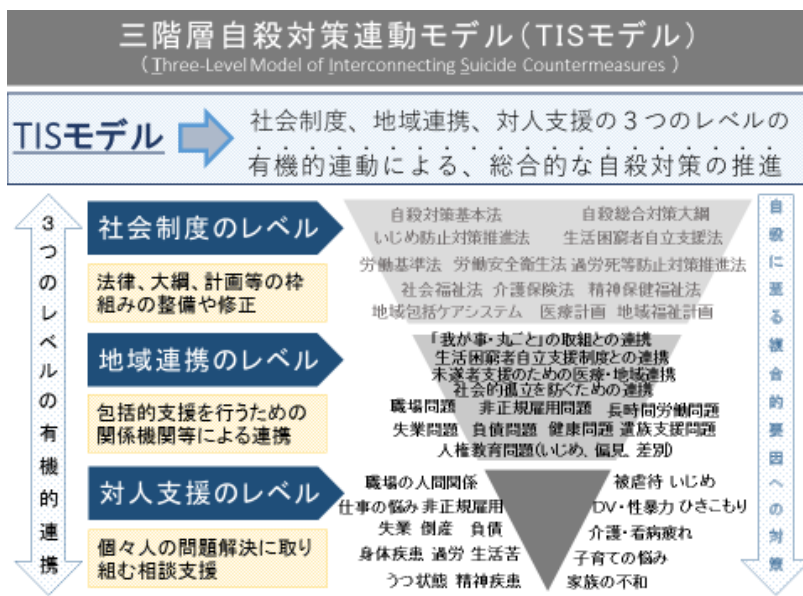 三階層自殺対策連動モデル(TISモデル)
( Three-Level Model of Interconnecting Suicide Countermeasures )
TISモデル
社会制度、地域連携、対人支援の3つのレベルの
有機的連動による、総合的な自殺対策の推進
3つのレベルの有機的連携
社会制度のレベル
法律、大綱、計画等の枠
組みの整備や修正
自殺対策基本法 自殺総合対策大綱
いじめ防止対策推進法 生活困窮者自立支援法
労働基準法 労働安全衛生法 過労死等防止対策推進法
社会福祉法 介護保険法 精神保健福祉法
地域包括ケアシステム 医療計画 地域福祉計画
地域連携のレベル
包括的支援を行うための
関係機関等による連携
「我が事・丸ごと」の取組との連携
生活困窮者自立支援制度との連携
未遂者支援のための医療・地域連携
社会的孤立を防ぐための連携
職場問題 非正規雇用問題 長時間労働問題
失業問題 負債問題 健康問題 遺族支援問題
人権教育問題(いじめ、偏見、差別)
対人支援のレベル
個々人の問題解決に取り
組む相談支援
職場の人間関係 被虐待 いじめ
仕事の悩み 非正規雇用 DV・性暴力 ひきこもり
失業 倒産 負債 介護・看病疲れ
身体疾患 過労 生活苦 子育ての悩み
うつ状態 精神疾患 家族の不和
自殺に至る複合的要因への対策